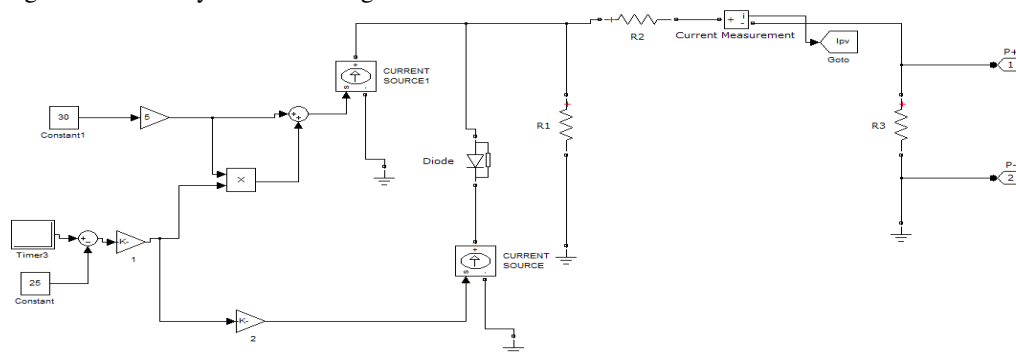 P+
1
R2
Current Measurement
i
+
-
Ipv
Goto
+
CURRENT
SOURCE1
s
-
30
Constant1
5
+
+
R1
R3
Diode
X
P-
2
Timer3
+
-
-K-
1
25
Constant
+
CURRENT
SOURCE
s
-
-K-
2